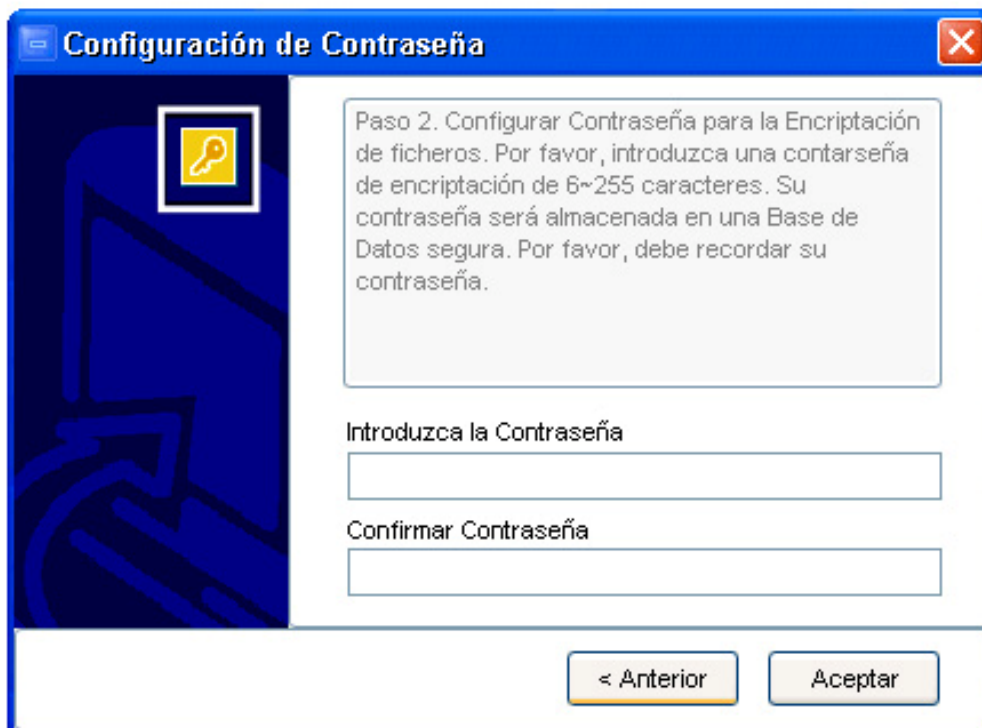 Configuración de Contraseña
Paso 2. Configurar Contraseña para la Encriptación
de ficheros. Por favor, introduzca una contarseña
de encriptación de 6~255 caracteres. Su
contraseña será almacenada en una Base de
Datos segura. Por favor, debe recordar su
contraseña.
Introduzca la Contraseña
Confirmar Contraseña
< Anterior
Aceptar